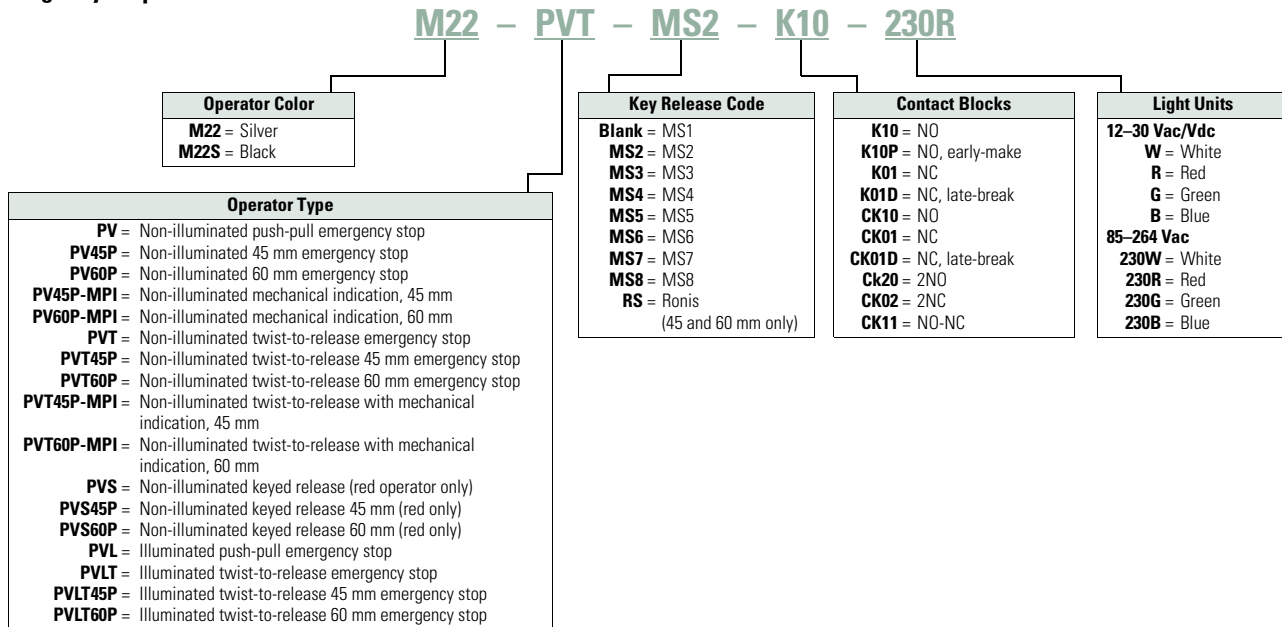 M22 – PVT – MS2 – K10 – 230R
Operator Color
M22 = Silver
M22S = Black
Operator Type
PV = Non-illuminated push-pull emergency stop
PV45P = Non-illuminated 45 mm emergency stop
PV60P = Non-illuminated 60 mm emergency stop
PV45P-MPI = Non-illuminated mechanical indication, 45 mm
PV60P-MPI = Non-illuminated mechanical indication, 60 mm
PVT = Non-illuminated twist-to-release emergency stop
PVT45P = Non-illuminated twist-to-release 45 mm emergency stop
PVT60P = Non-illuminated twist-to-release 60 mm emergency stop
PVT45P-MPI = Non-illuminated twist-to-release with mechanical
indication, 45 mm
PVT60P-MPI = Non-illuminated twist-to-release with mechanical
indication, 60 mm
PVS = Non-illuminated keyed release (red operator only)
PVS45P = Non-illuminated keyed release 45 mm (red only)
PVS60P = Non-illuminated keyed release 60 mm (red only)
PVL = Illuminated push-pull emergency stop
PVLT = Illuminated twist-to-release emergency stop
PVLT45P = Illuminated twist-to-release 45 mm emergency stop
PVLT60P = Illuminated twist-to-release 60 mm emergency stop
Key Release Code
Blank = MS1
MS2 = MS2
MS3 = MS3
MS4 = MS4
MS5 = MS5
MS6 = MS6
MS7 = MS7
MS8 = MS8
RS = Ronis
(45 and 60 mm only)
Contact Blocks
K10 = NO
K10P = NO, early-make
K01 = NC
K01D = NC, late-break
CK10 = NO
CK01 = NC
CK01D = NC, late-break
Ck20 = 2NO
CK02 = 2NC
CK11 = NO-NC
Light Units
12–30 Vac/Vdc
W = White
R = Red
G = Green
B = Blue
85–264 Vac
230W = White
230R = Red
230G = Green
230B = Blue